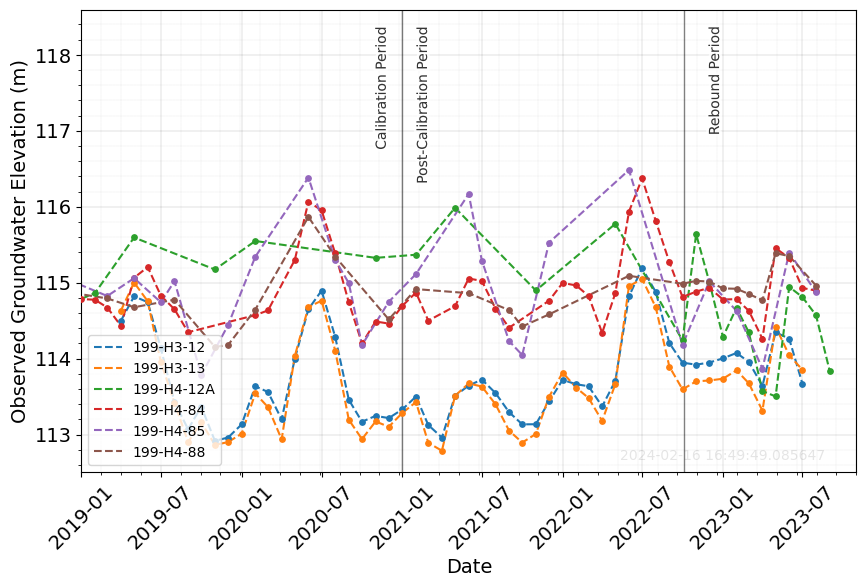 118
117
116
115
114
113
Observed Groundwater Elevation (m)
Calibration Period
Post-Calibration Period
Rebound Period
199-H3-12
199-H3-13
199-H4-12A
199-H4-84
199-H4-85
199-H4-88
2024-02-16 16:49:49.085647
2019-01
2019-07
2020-01
2020-07
2021-01
2021-07
2022-01
2022-07
2023-01
2023-07
Date